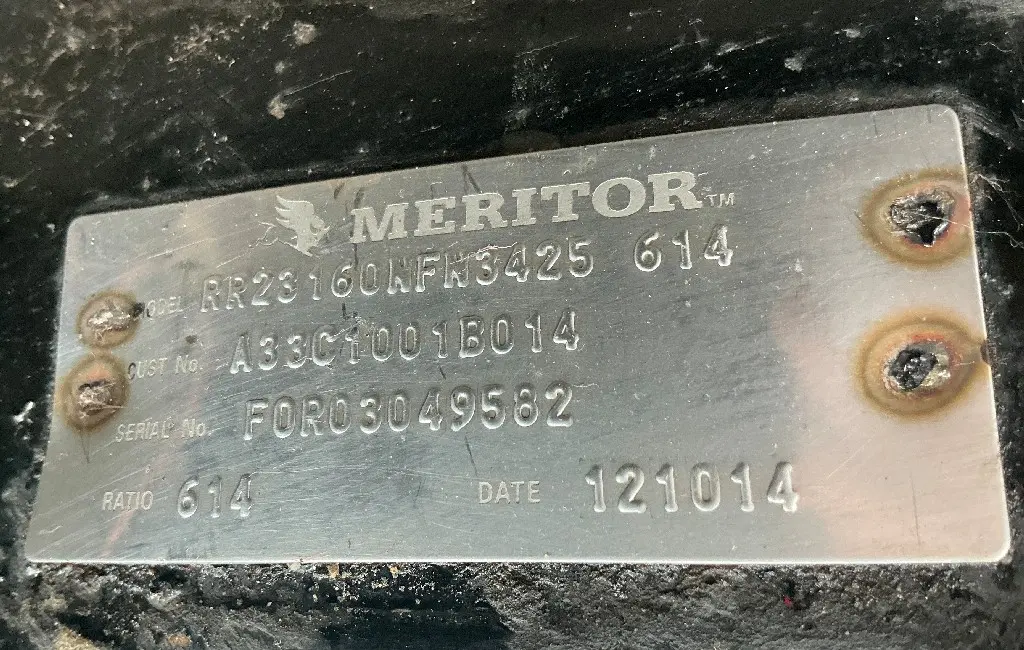 MERITOR™
MODEL RR23160NFN3425 614
CUST No. A33C1001B014
SERIAL No. FOR03049582
RATIO 614 DATE 121014